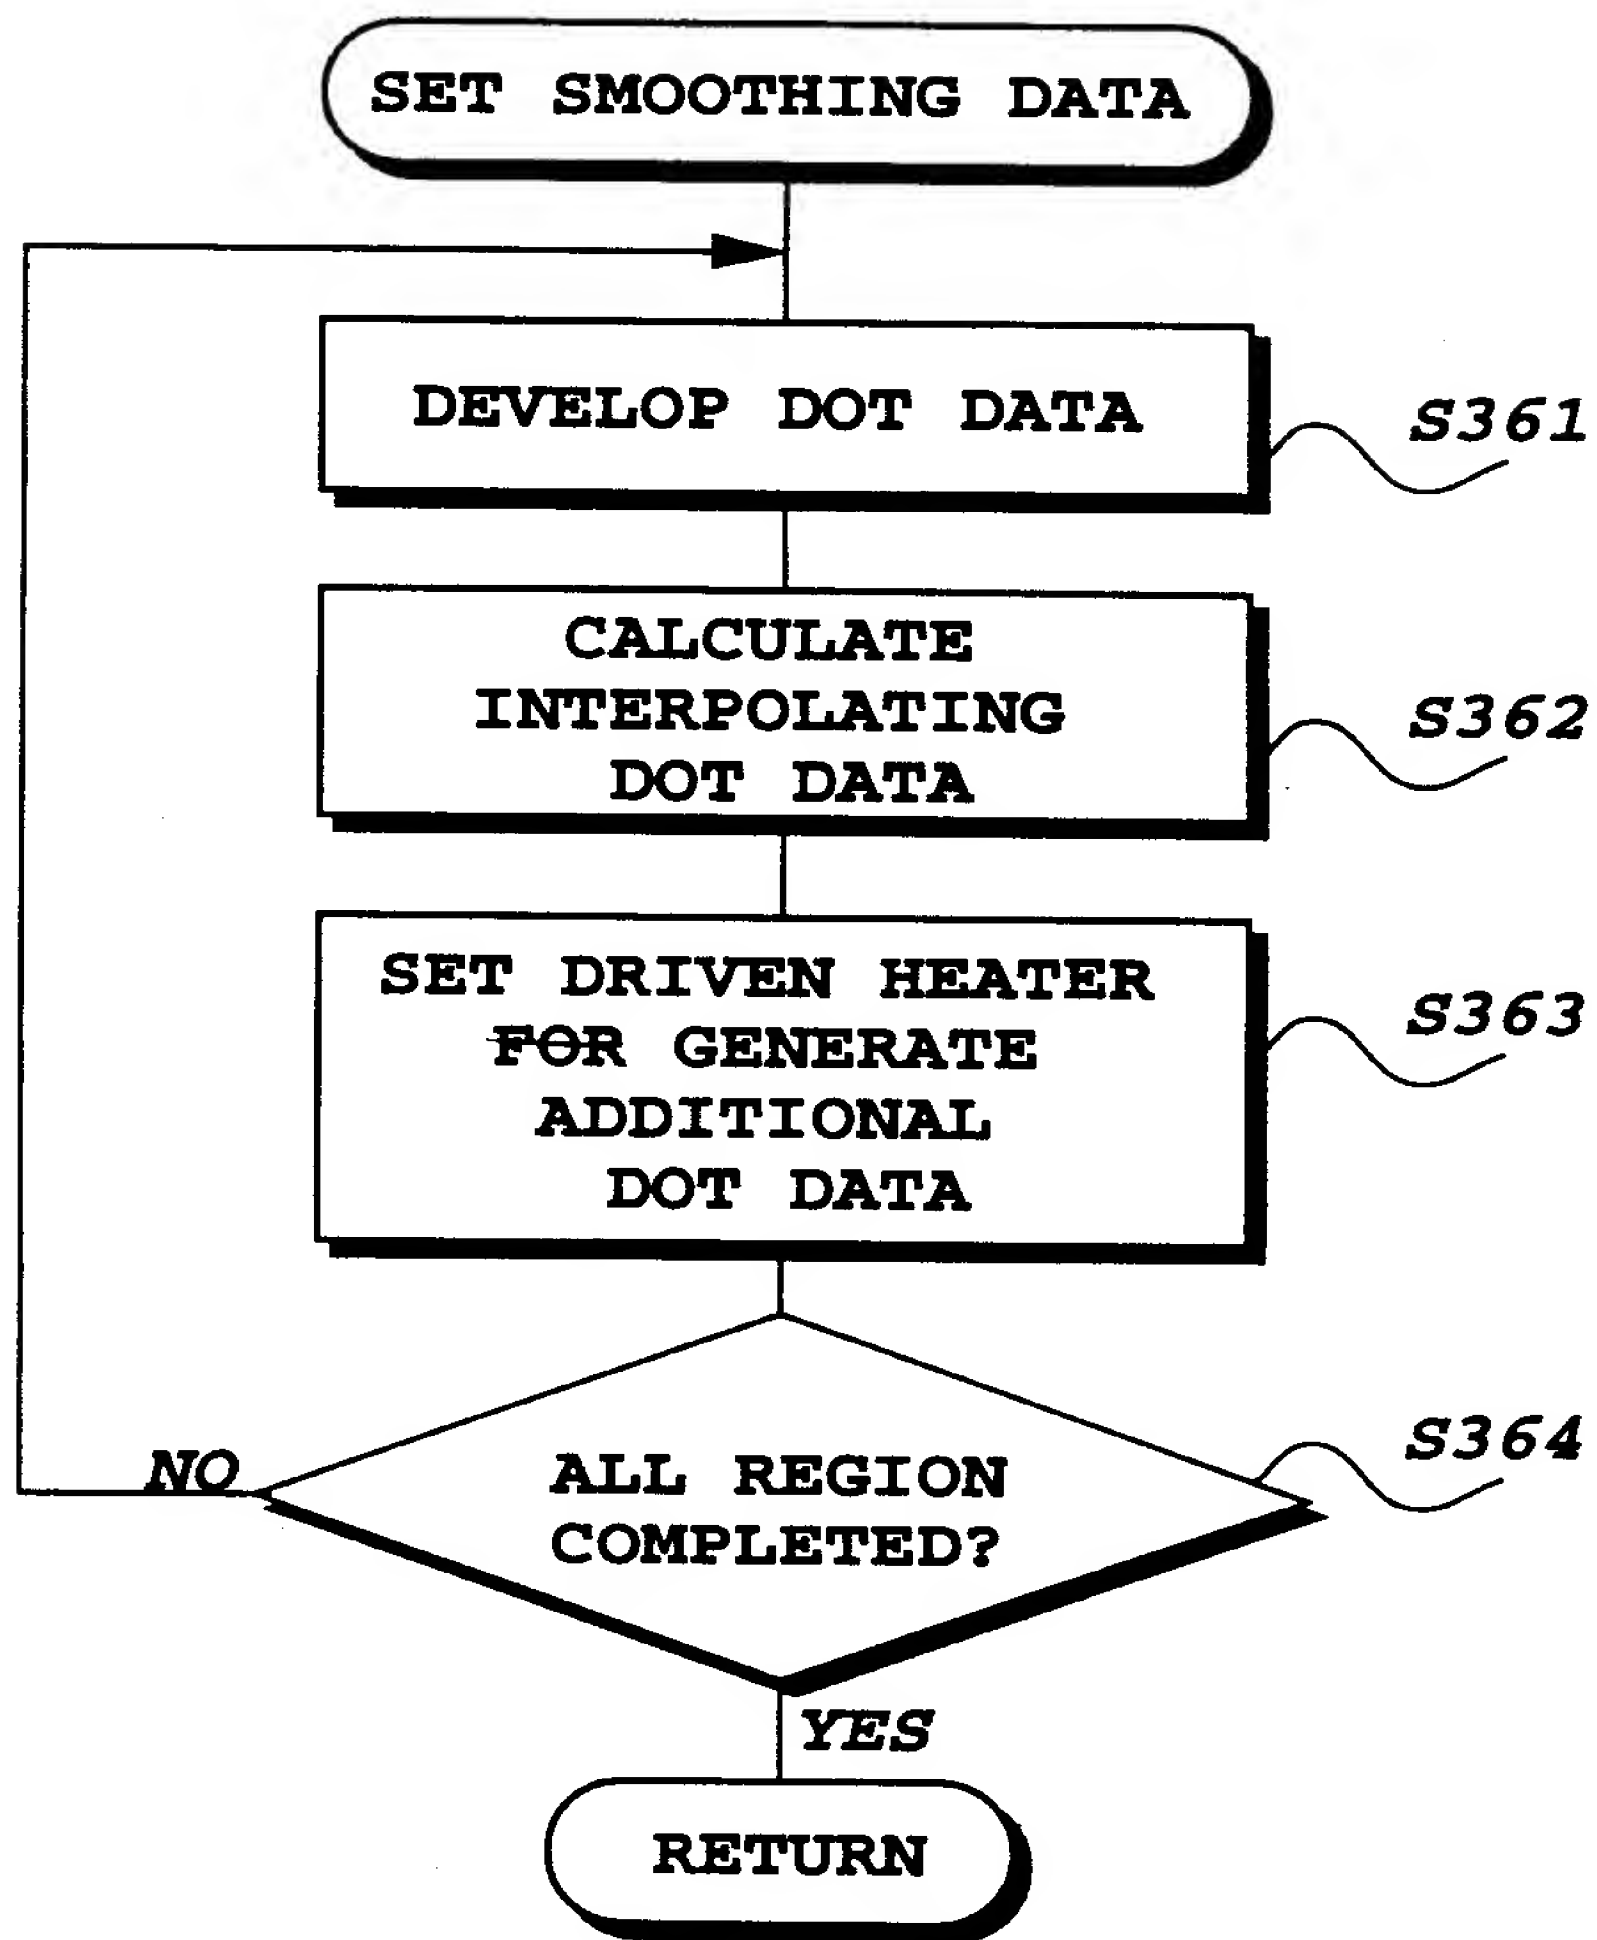 SET SMOOTHING DATA
DEVELOP DOT DATA
S361
CALCULATE
INTERPOLATING
DOT DATA
S362
SET DRIVEN HEATER
FOR GENERATE
ADDITIONAL
DOT DATA
S363
ALL REGION
COMPLETED?
S364
NO
YES
RETURN